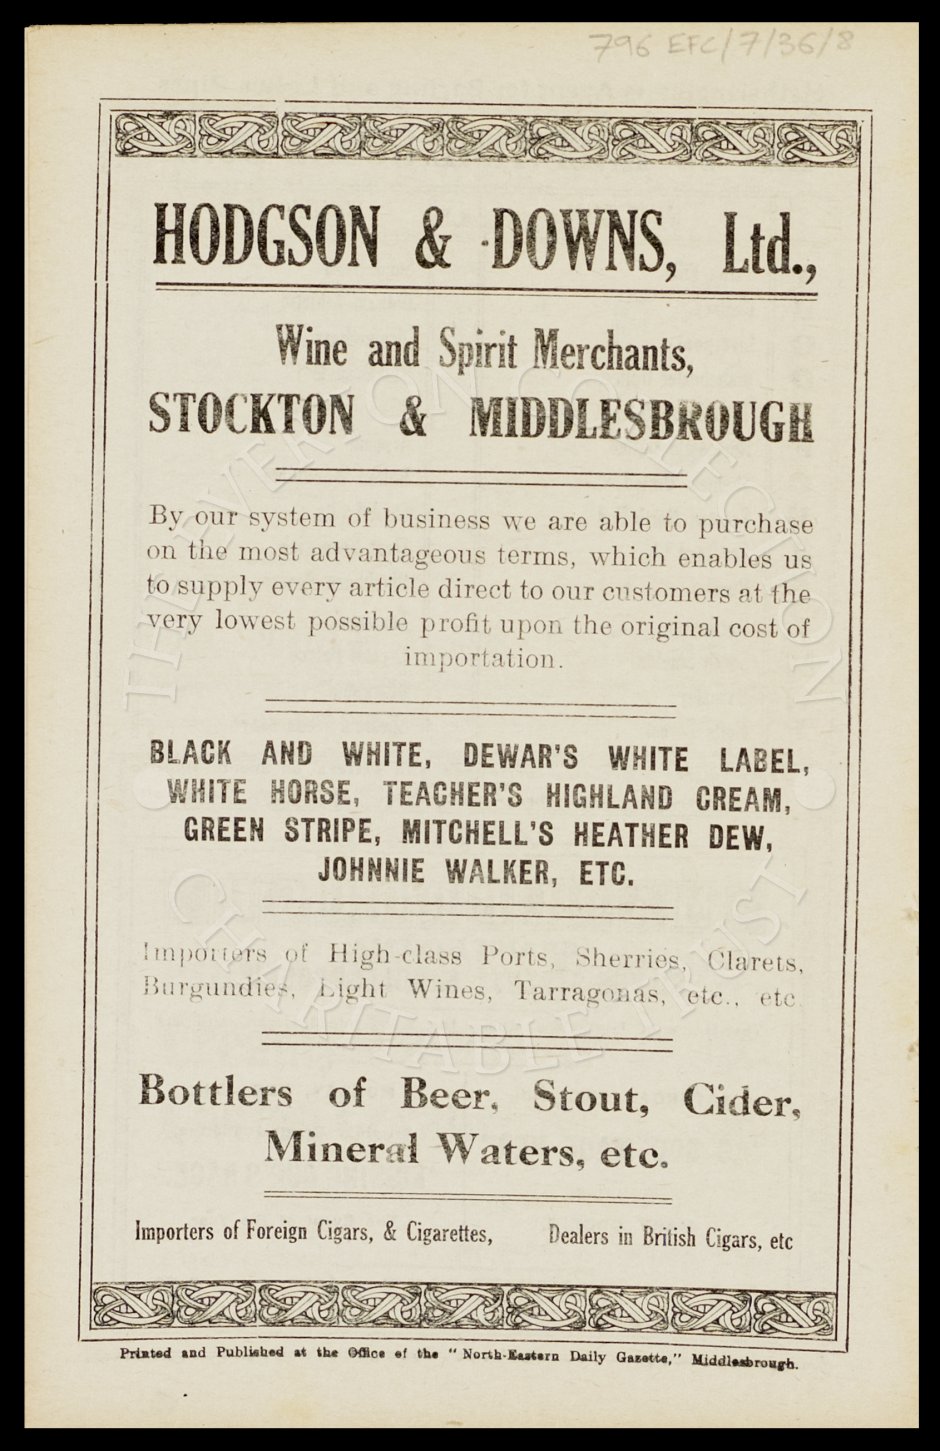 796 EFC/7/36/8
HODGSON & DOWNS, Ltd.,
Wine and Spirit Merchants,
STOCKTON & MIDDLESBROUGH
By our system of business we are able to purchase
on the most advantageous terms, which enables us
to supply every article direct to our customers at the
very lowest possible profit upon the original cost of
importation.
BLACK AND WHITE, DEWAR'S WHITE LABEL,
WHITE HORSE, TEACHER'S HIGHLAND CREAM,
GREEN STRIPE, MITCHELL'S HEATHER DEW,
JOHNNIE WALKER, ETC.
Importers of High-class Ports, Sherries, Clarets,
Burgundies, Light Wines, Tarragonas, etc., etc.
Bottlers of Beer, Stout, Cider,
Mineral Waters, etc.
Importers of Foreign Cigars, & Cigarettes, Dealers in British Cigars, etc
Printed and Published at the Office of the "North-Eastern Daily Gazette," Middlesbrough.
THE EVERTON COLLECTION
CHARITABLE TRUST